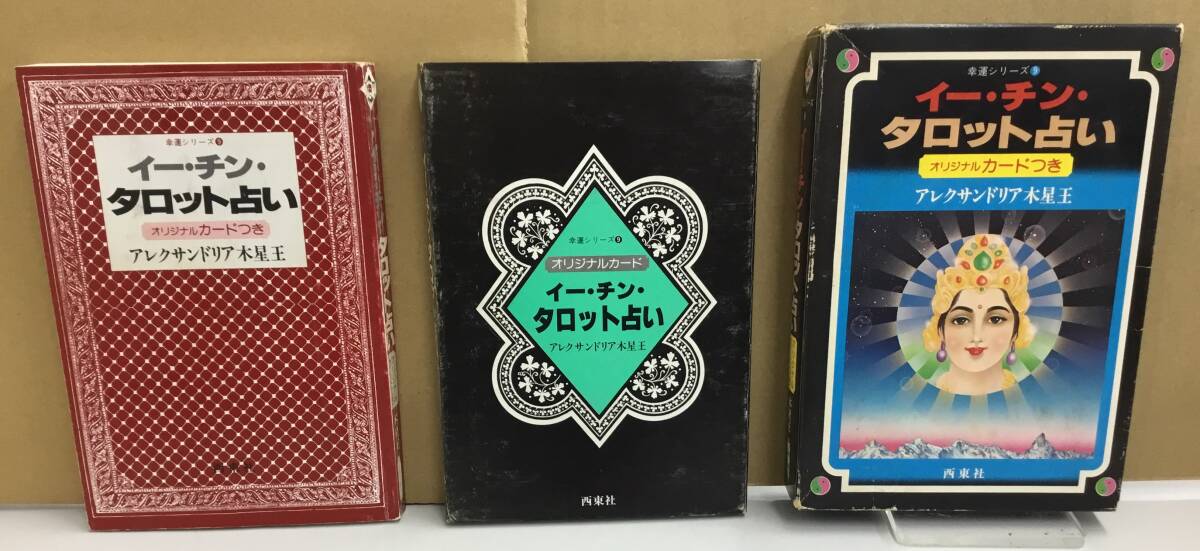 幸運シリーズ9
イー・チン・
タロット占い
オリジナルカードつき
アレクサンドリア木星王
西東社
幸運シリーズ9
オリジナルカード
イー・チン・
タロット占い
アレクサンドリア木星王
西東社
幸運シリーズ9
イー・チン・
タロット占い
オリジナルカードつき
アレクサンドリア木星王
西東社